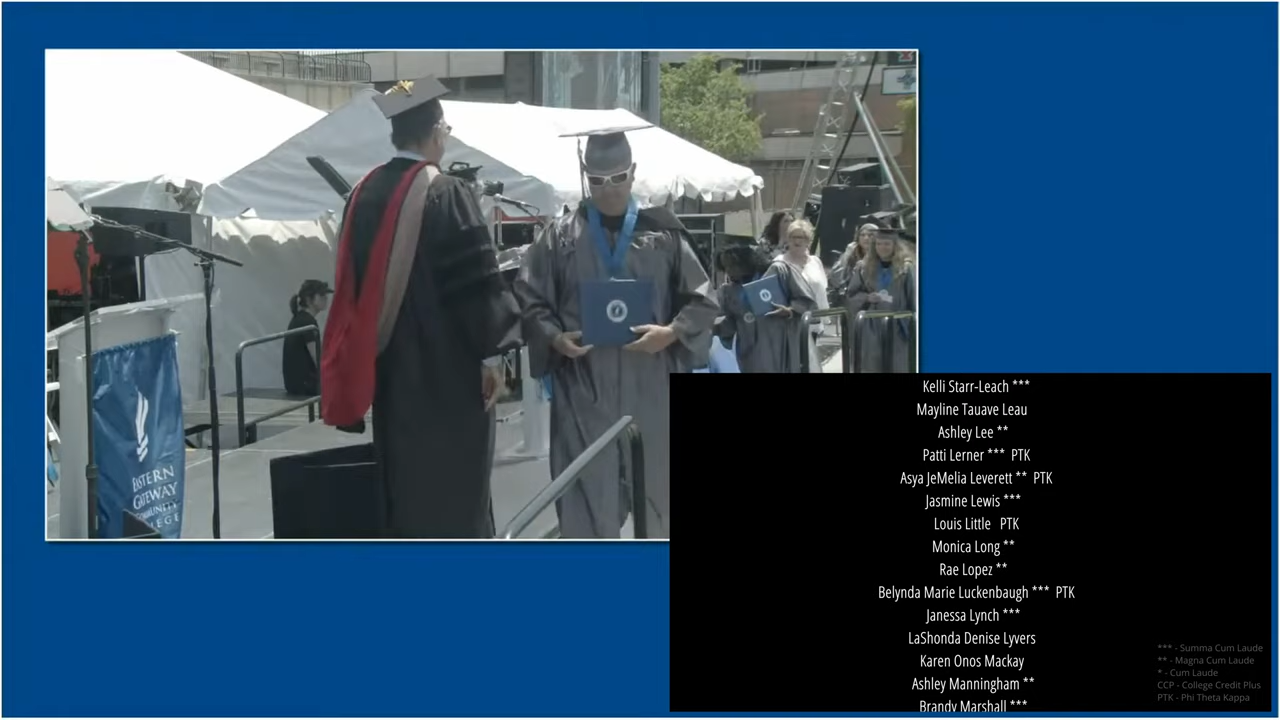 EASTERN
GATEWAY
COMMUNITY
COLLEGE
Kelli Starr-Leach ***
Mayline Tauave Leau
Ashley Lee **
Patti Lerner *** PTK
Asya JeMelia Leverett ** PTK
Jasmine Lewis ***
Louis Little PTK
Monica Long **
Rae Lopez **
Belynda Marie Luckenbaugh *** PTK
Janessa Lynch ***
LaShonda Denise Lyvers
Karen Onos Mackay
Ashley Manningham **
Brandy Marshall ***
*** - Summa Cum Laude
** - Magna Cum Laude
* - Cum Laude
CCP - College Credit Plus
PTK - Phi Theta Kappa